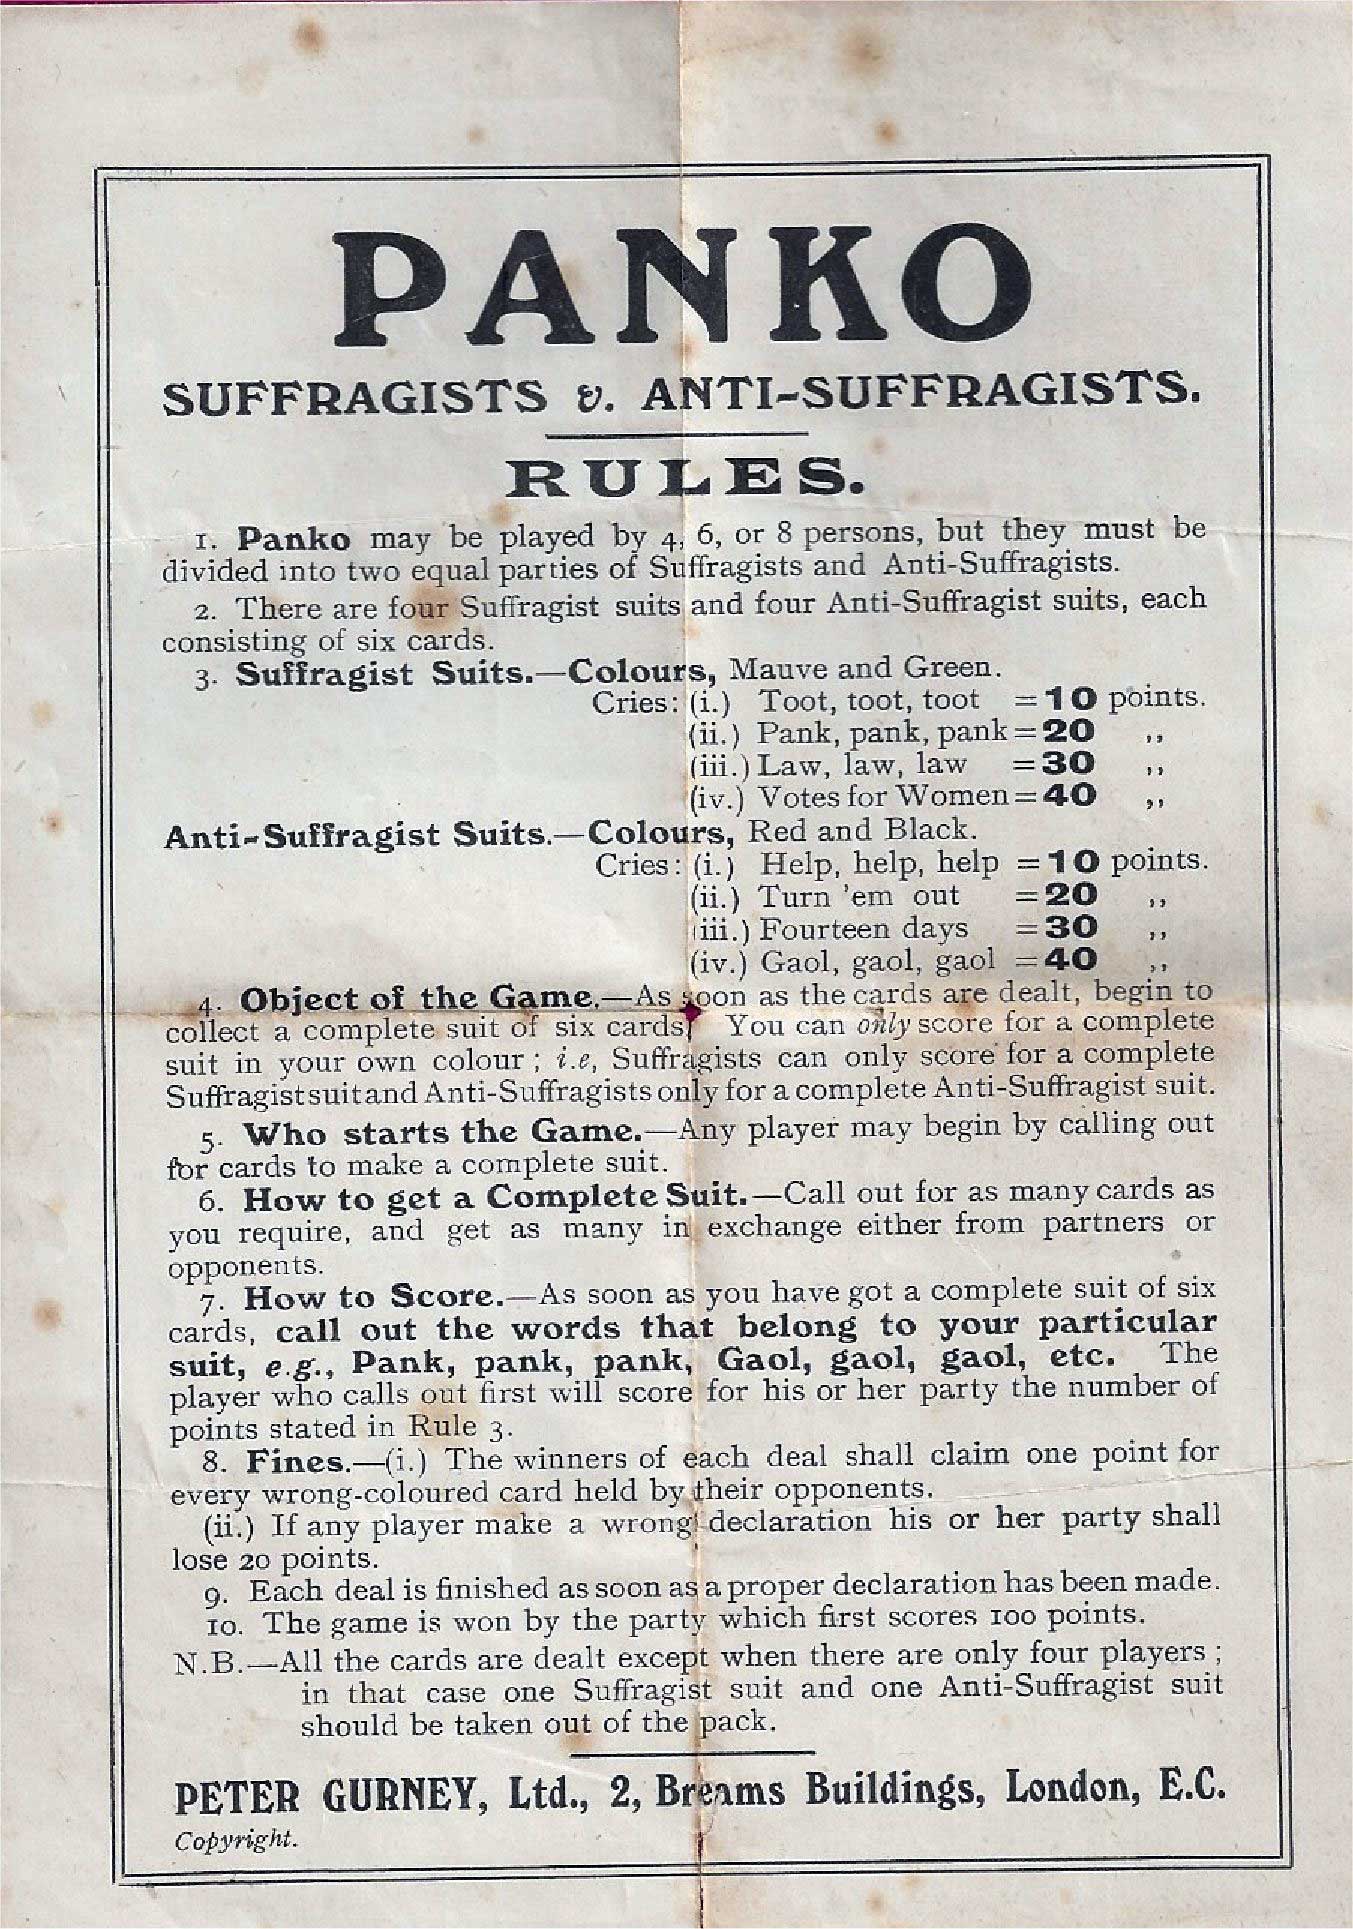 PANKO
SUFFRAGISTS v. ANTI-SUFFRAGISTS.
RULES.
1. Panko may be played by 4, 6, or 8 persons, but they must be
divided into two equal parties of Suffragists and Anti-Suffragists.
2. There are four Suffragist suits and four Anti-Suffragist suits, each
consisting of six cards.
3. Suffragist Suits.—Colours, Mauve and Green.
Cries: (i.) Toot, toot, toot = 10 points.
(ii.) Pank, pank, pank = 20 ,,
(iii.) Law, law, law = 30 ,,
(iv.) Votes for Women = 40 ,,
Anti-Suffragist Suits.—Colours, Red and Black.
Cries: (i.) Help, help, help = 10 points.
(ii.) Turn 'em out = 20 ,,
(iii.) Fourteen days = 30 ,,
(iv.) Gaol, gaol, gaol = 40 ,,
4. Object of the Game.—As soon as the cards are dealt, begin to
collect a complete suit of six cards. You can only score for a complete
suit in your own colour ; i.e, Suffragists can only score for a complete
Suffragist suit and Anti-Suffragists only for a complete Anti-Suffragist suit.
5. Who starts the Game.—Any player may begin by calling out
for cards to make a complete suit.
6. How to get a Complete Suit.—Call out for as many cards as
you require, and get as many in exchange either from partners or
opponents.
7. How to Score.—As soon as you have got a complete suit of six
cards, call out the words that belong to your particular
suit, e.g., Pank, pank, pank, Gaol, gaol, gaol, etc. The
player who calls out first will score for his or her party the number of
points stated in Rule 3.
8. Fines.—(i.) The winners of each deal shall claim one point for
every wrong-coloured card held by their opponents.
(ii.) If any player make a wrong declaration his or her party shall
lose 20 points.
9. Each deal is finished as soon as a proper declaration has been made.
10. The game is won by the party which first scores 100 points.
N.B.—All the cards are dealt except when there are only four players ;
in that case one Suffragist suit and one Anti-Suffragist suit
should be taken out of the pack.
PETER GURNEY, Ltd., 2, Breams Buildings, London, E.C.
Copyright.